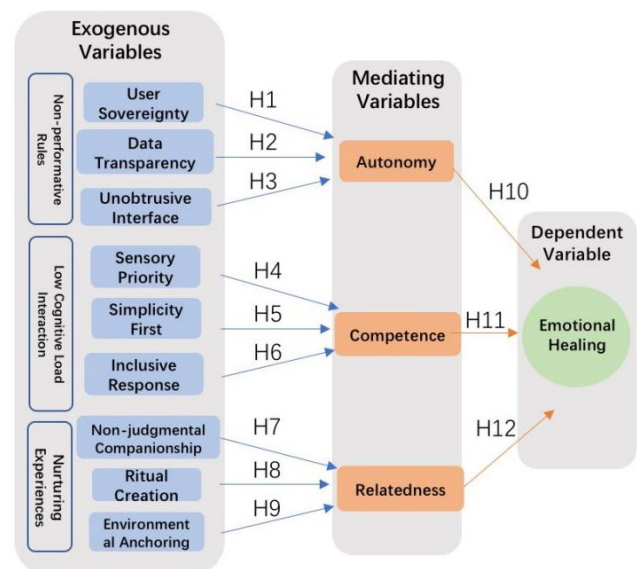 Exogenous
Variables
Non-performative
Rules
User
Sovereignty
Data
Transparency
Unobtrusive
Interface
Low Cognitive Load
Interaction
Sensory
Priority
Simplicity
First
Inclusive
Response
Nurturing
Experiences
Non-judgmental
Companionship
Ritual
Creation
Environment
al Anchoring
H1
H2
H3
H4
H5
H6
H7
H8
H9
Mediating
Variables
Autonomy
Competence
Relatedness
H10
H11
H12
Dependent
Variable
Emotional
Healing